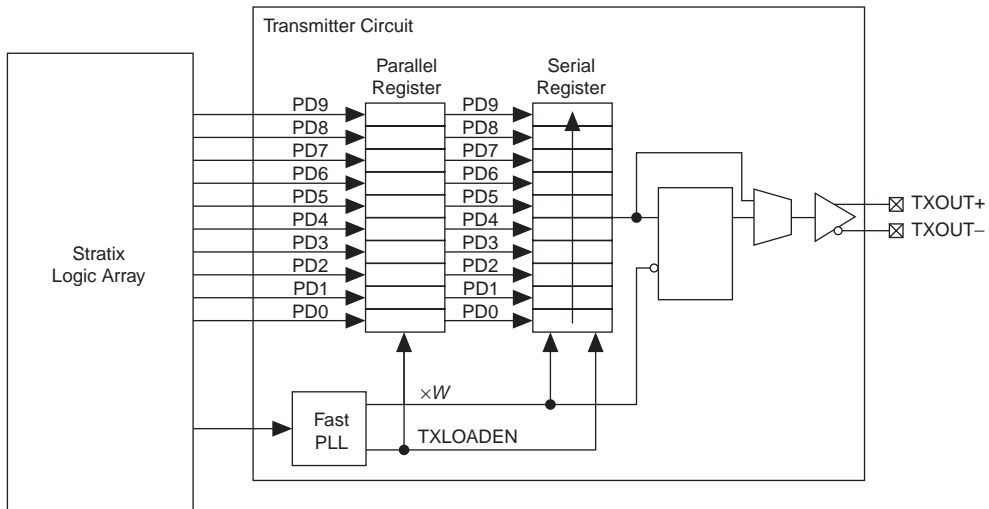 Transmitter Circuit
Parallel
Register
Serial
Register
PD9
PD8
PD7
PD6
PD5
PD4
PD3
PD2
PD1
PD0
PD9
PD8
PD7
PD6
PD5
PD4
PD3
PD2
PD1
PD0
Stratix
Logic Array
TXOUT+
TXOUT–
×W
Fast
PLL
TXLOADEN